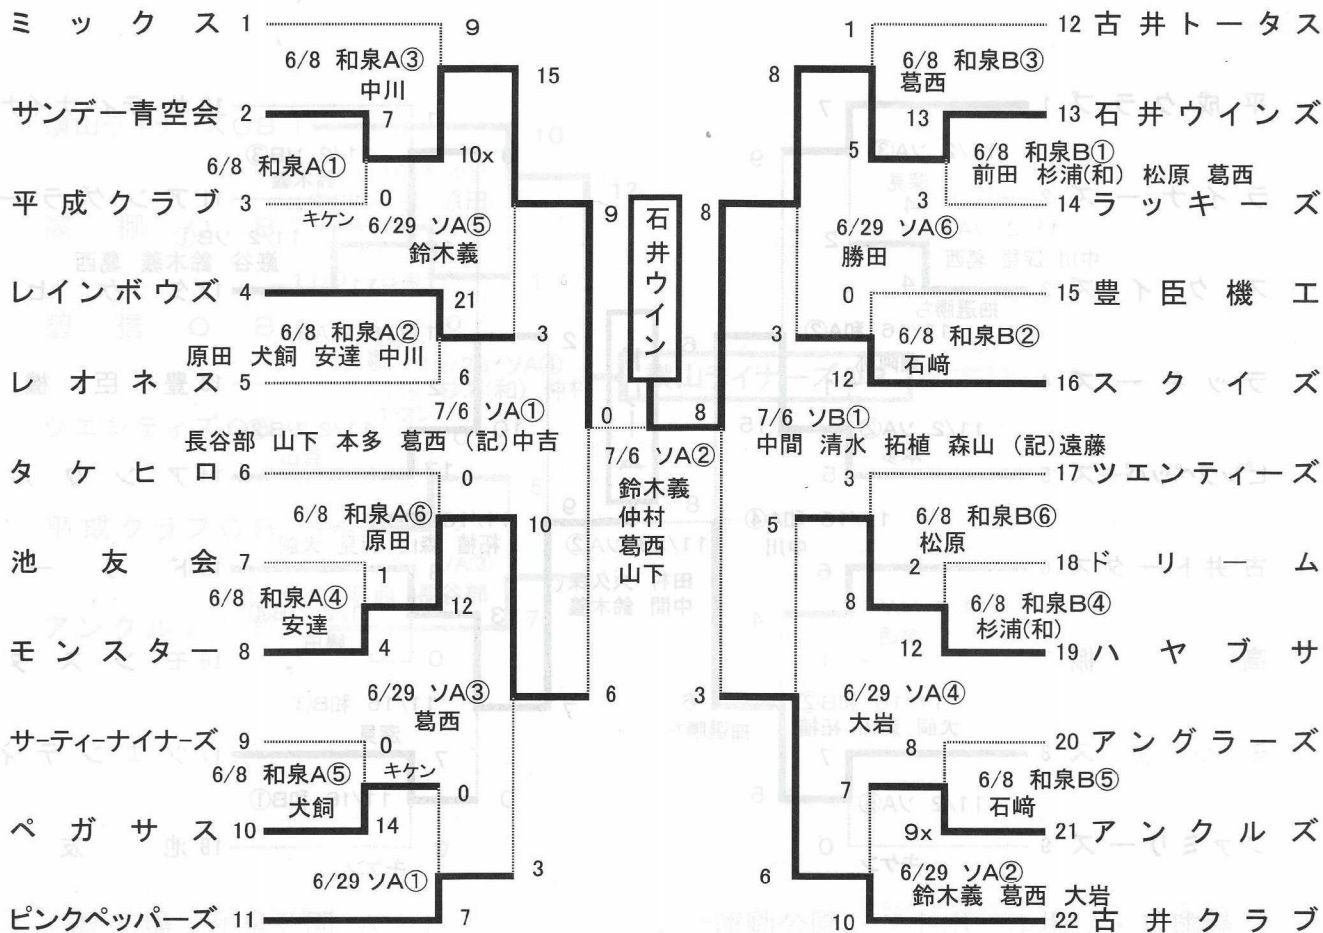 ミックス 1
9
6/8 和泉A③
中川
15
サンデー青空会 2
7
6/8 和泉A①
10x
平成クラブ 3
0
キケン
6/29 ソA⑤
鈴木義
9
レインボウズ 4
21
6/8 和泉A②
原田 犬飼 安達 中川
3
レオネス 5
6
7/6 ソA①
長谷部 山下 本多 葛西 (記)中吉
0
タケヒロ 6
0
6/8 和泉A⑥
原田
10
池友会 7
1
6/8 和泉A④
安達
12
モンスター 8
4
6/29 ソA③
葛西
6
サーティーナイナーズ 9
0
キケン
6/8 和泉A⑤
犬飼
0
ペガサス 10
14
6/29 ソA①
3
ピンクペッパーズ 11
7
石井ウイン
8
7/6 ソA②
鈴木義
仲村
葛西
山下
1
12 古井トータス
6/8 和泉B③
葛西
8
13
13 石井ウインズ
5
6/8 和泉B①
前田 杉浦(和) 松原 葛西
3
14 ラッキーズ
8
6/29 ソA⑥
勝田
0
15 豊臣機工
3
6/8 和泉B②
石﨑
12
16 スクイズ
7/6 ソB①
中間 清水 拓植 森山 (記)遠藤
3
17 ツエンティーズ
5
6/8 和泉B⑥
松原
2
18 ドリーム
8
6/8 和泉B④
杉浦(和)
12
19 ハヤブサ
3
6/29 ソA④
大岩
8
20 アングラーズ
7
6/8 和泉B⑤
石﨑
9x
21 アンクルズ
6
6/29 ソA②
鈴木義 葛西 大岩
10
22 古井クラブ